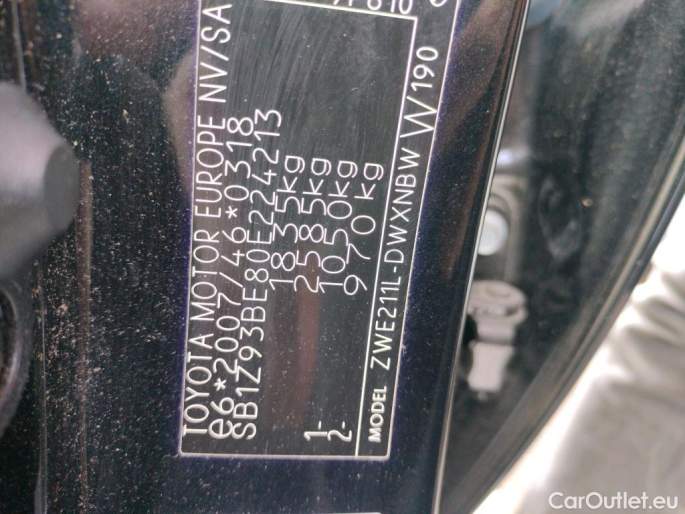 TOYOTA MOTOR EUROPE NV/SA
e6*2007/46*0318
SB1Z93BE80E224213
1835kg
2585kg
1- 1050kg
2- 970kg
MODEL ZWE211L-DWXNBW W190
CarOutlet.eu